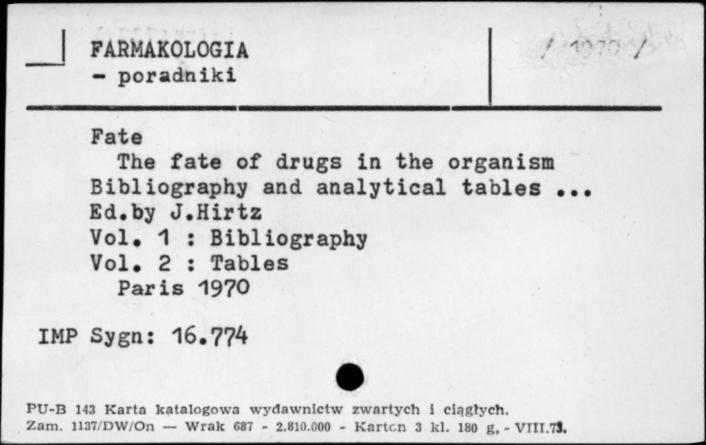 FARMAKOLOGIA
/ 1970 /
- poradniki
Fate
The fate of drugs in the organism
Bibliography and analytical tables ...
Ed.by J.Hirtz
Vol. 1 : Bibliography
Vol. 2 : Tables
Paris 1970
IMP Sygn: 16.774
PU-B 143 Karta katalogowa wydawnictw zwartych i ciągłych.
Zam. 1137/DW/On — Wrak 687 - 2.810.000 - Karton 3 kl. 180 g, - VIII.73.